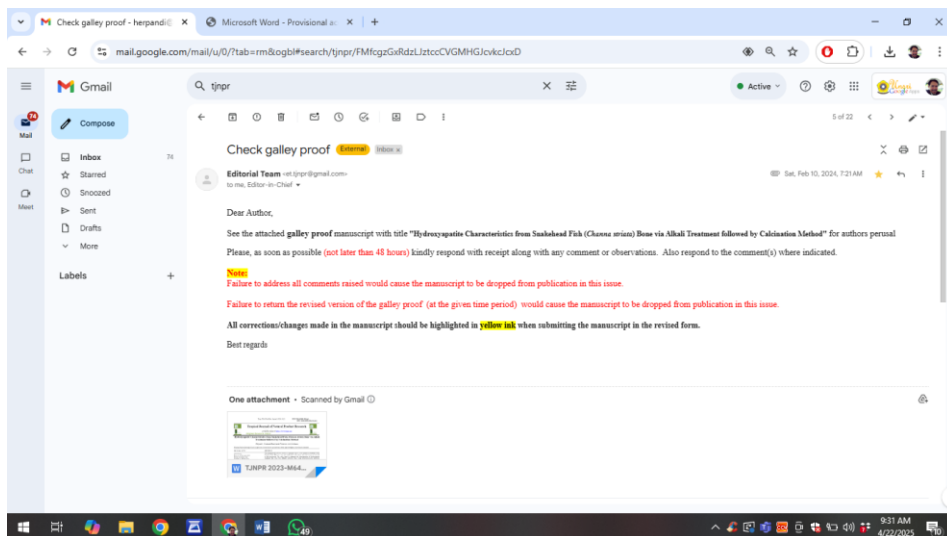 Check galley proof - herpandi@
Microsoft Word - Provisional a
mail.google.com/mail/u/0/?tab=rm&ogbl#search/tjnpr/FMfcgzGxRdzLJztccCVGMHGJcvkcJcxD
Gmail
tjnpr
Active
74
Mail
Chat
Meet
Compose
Inbox 74
Starred
Snoozed
Sent
Drafts
More
Labels
5 of 22
Check galley proof External Inbox x
Editorial Team <et.tjnpr@gmail.com>
to me, Editor-in-Chief
Sat, Feb 10, 2024, 7:21 AM
Dear Author,
See the attached galley proof manuscript with title "Hydroxyapatite Characteristics from Snakehead Fish (Channa striata) Bone via Alkali Treatment followed by Calcination Method" for authors perusal
Please, as soon as possible (not later than 48 hours) kindly respond with receipt along with any comment or observations. Also respond to the comment(s) where indicated.
Note:
Failure to address all comments raised would cause the manuscript to be dropped from publication in this issue.
Failure to return the revised version of the galley proof (at the given time period) would cause the manuscript to be dropped from publication in this issue.
All corrections/changes made in the manuscript should be highlighted in yellow ink when submitting the manuscript in the revised form.
Best regards
One attachment • Scanned by Gmail
W TJNPR 2023-M64...
49
9:31 AM
4/22/2025